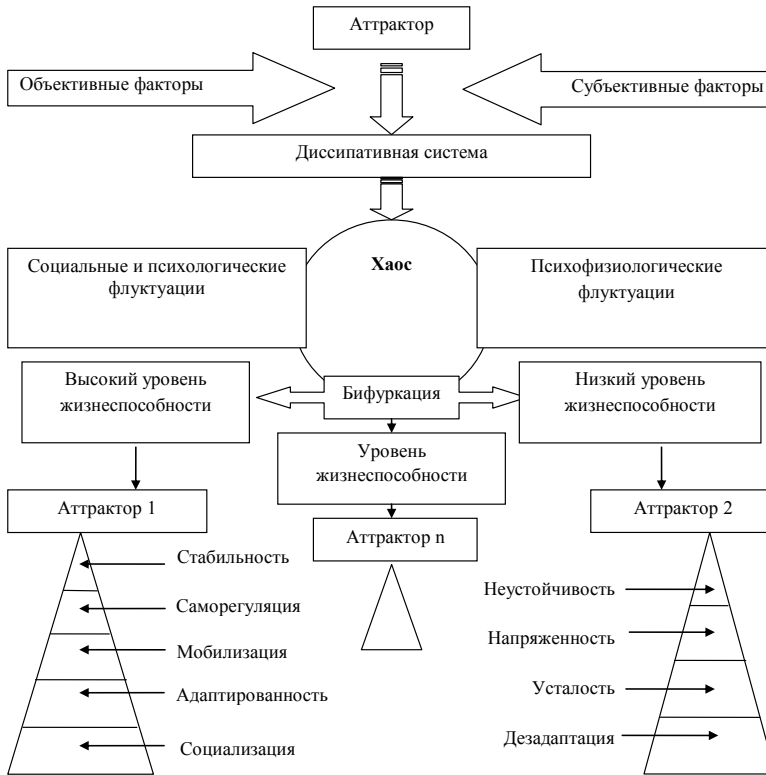 Аттрактор
Объективные факторы
Субъективные факторы
Диссипативная система
Хаос
Социальные и психологические
флуктуации
Психофизиологические
флуктуации
Высокий уровень
жизнеспособности
Бифуркация
Низкий уровень
жизнеспособности
Уровень
жизнеспособности
Аттрактор 1
Аттрактор n
Аттрактор 2
Стабильность
Саморегуляция
Мобилизация
Адаптированность
Социализация
Неустойчивость
Напряженность
Усталость
Дезадаптация